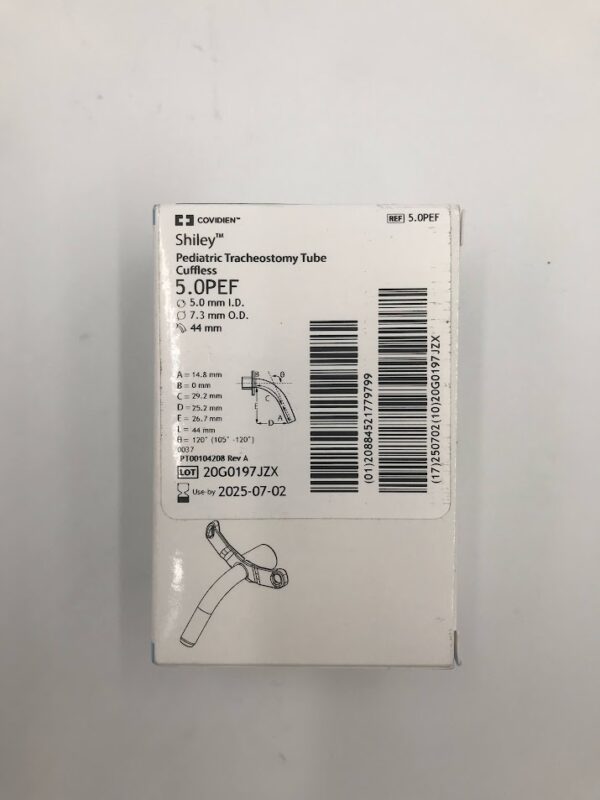 COVIDIEN™
REF 5.0PEF
Shiley™
Pediatric Tracheostomy Tube
Cuffless
5.0PEF
5.0 mm I.D.
7.3 mm O.D.
44 mm
A = 14.8 mm
B = 0 mm
C = 29.2 mm
D = 25.2 mm
E = 26.7 mm
L = 44 mm
θ = 120° (105° -120°)
0037
PT00104208 Rev A
LOT 20G0197JZX
Use by 2025-07-02
B
θ
C
E
A
D
(01)20884521779799
(17)250702(10)20G0197JZX